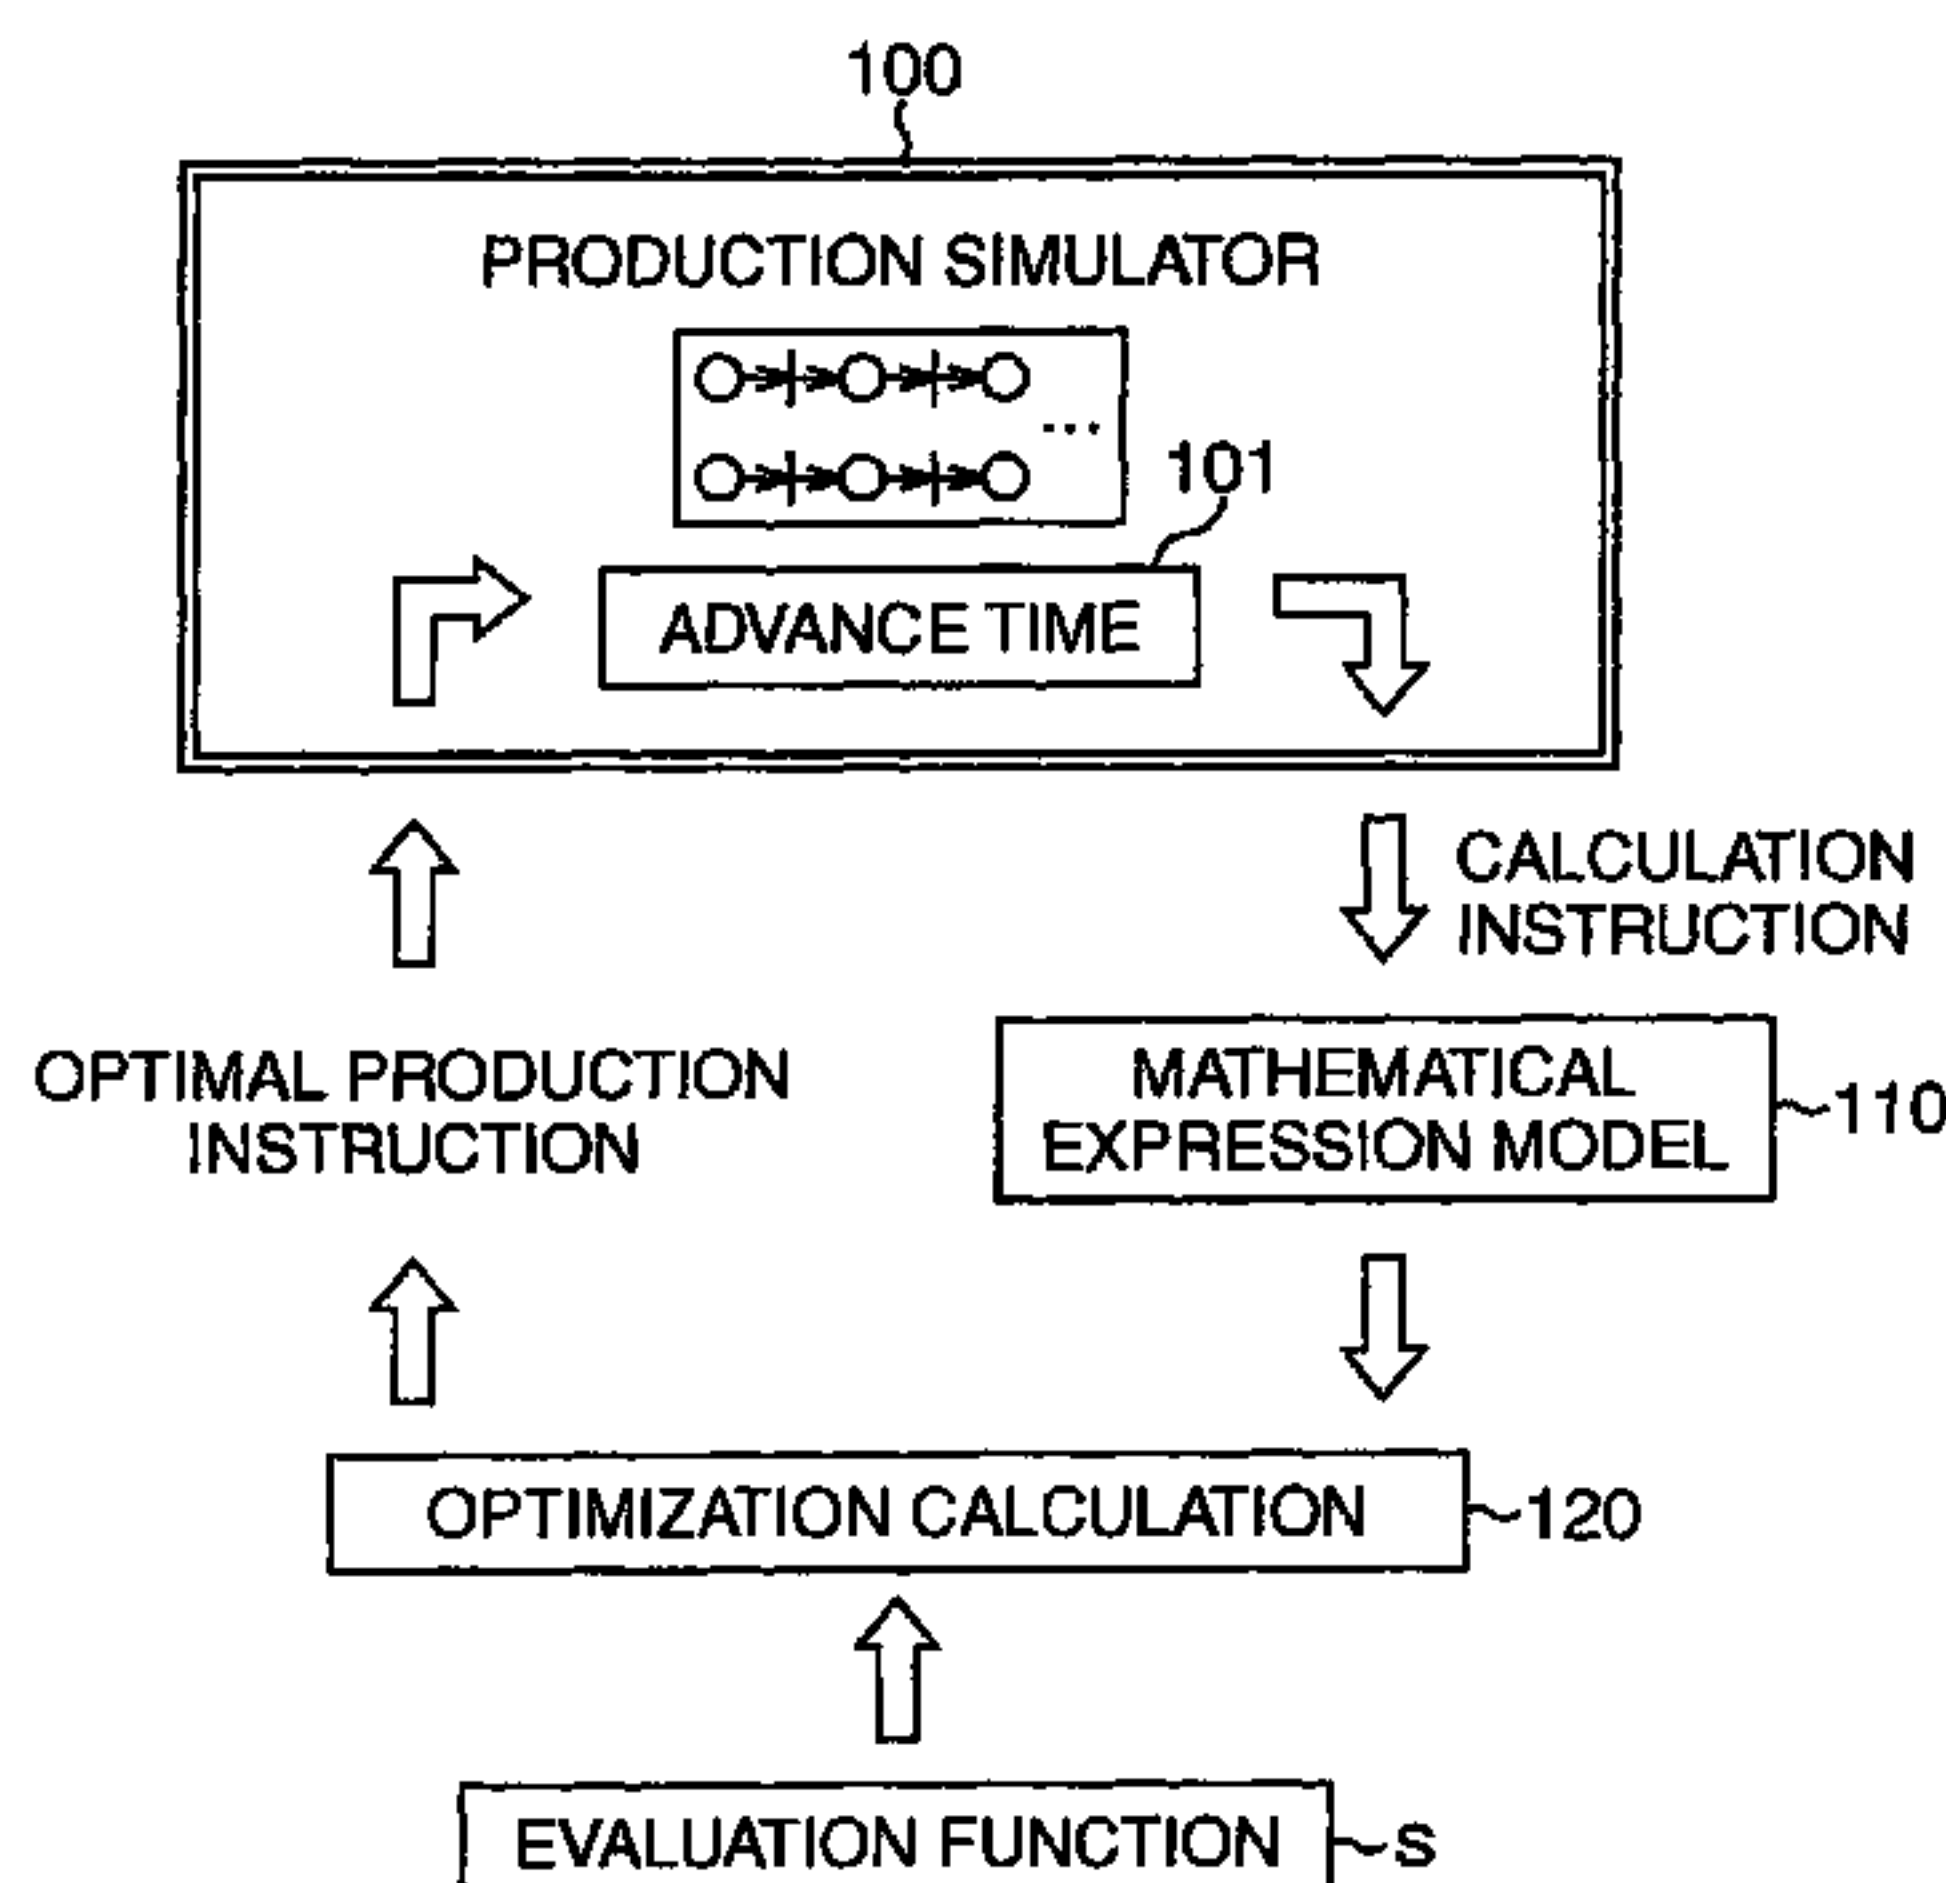 100
PRODUCTION SIMULATOR
...
101
ADVANCE TIME
CALCULATION
INSTRUCTION
OPTIMAL PRODUCTION
INSTRUCTION
MATHEMATICAL
EXPRESSION MODEL
110
OPTIMIZATION CALCULATION
120
EVALUATION FUNCTION
S